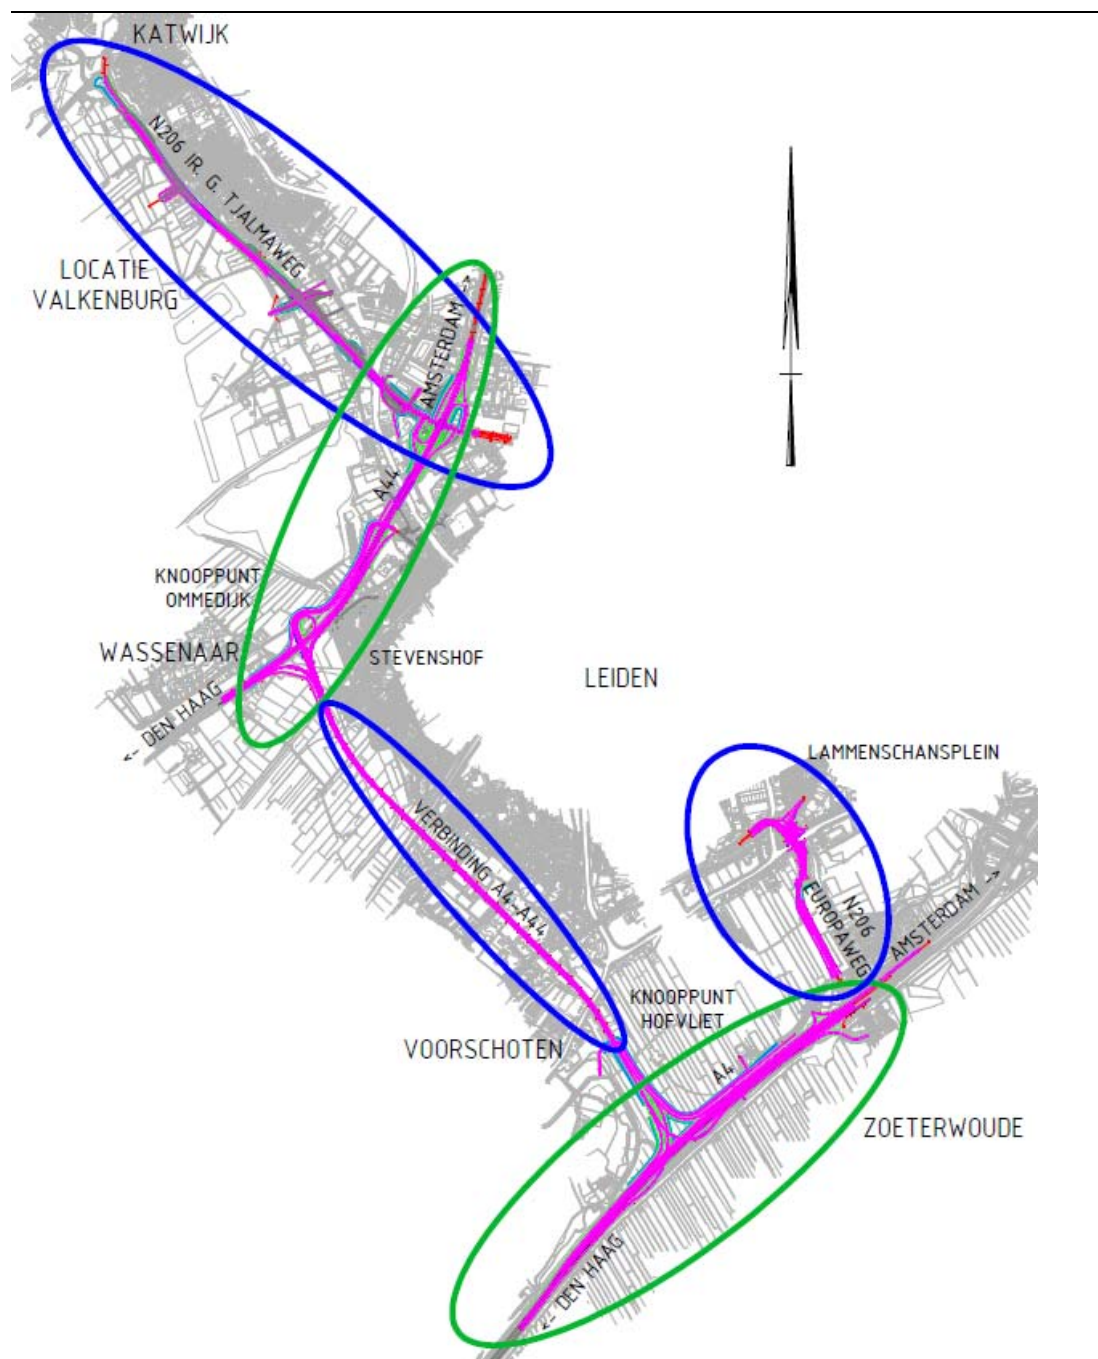 KATWIJK
N206 IR. G. TJALMAWEG
LOCATIE
VALKENBURG
AMSTERDAM ->
A44
KNOOPPUNT
OMMEDIJK
WASSENAAR
STEVENSHOF
<- DEN HAAG
LEIDEN
LAMMENSCHANSPLEIN
VERBINDING A4-A44
N206
EUROPAWEG
AMSTERDAM ->
KNOOPPUNT
HOFVLIET
VOORSCHOTEN
A4
ZOETERWOUDE
<- DEN HAAG